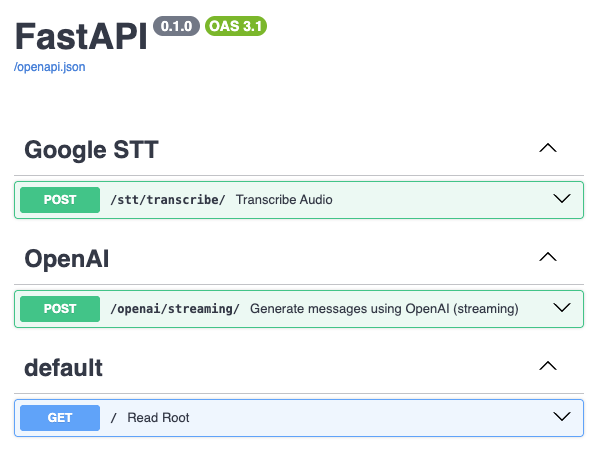 FastAPI 0.1.0 OAS 3.1
/openapi.json
Google STT
POST /stt/transcribe/ Transcribe Audio
OpenAI
POST /openai/streaming/ Generate messages using OpenAI (streaming)
default
GET / Read Root